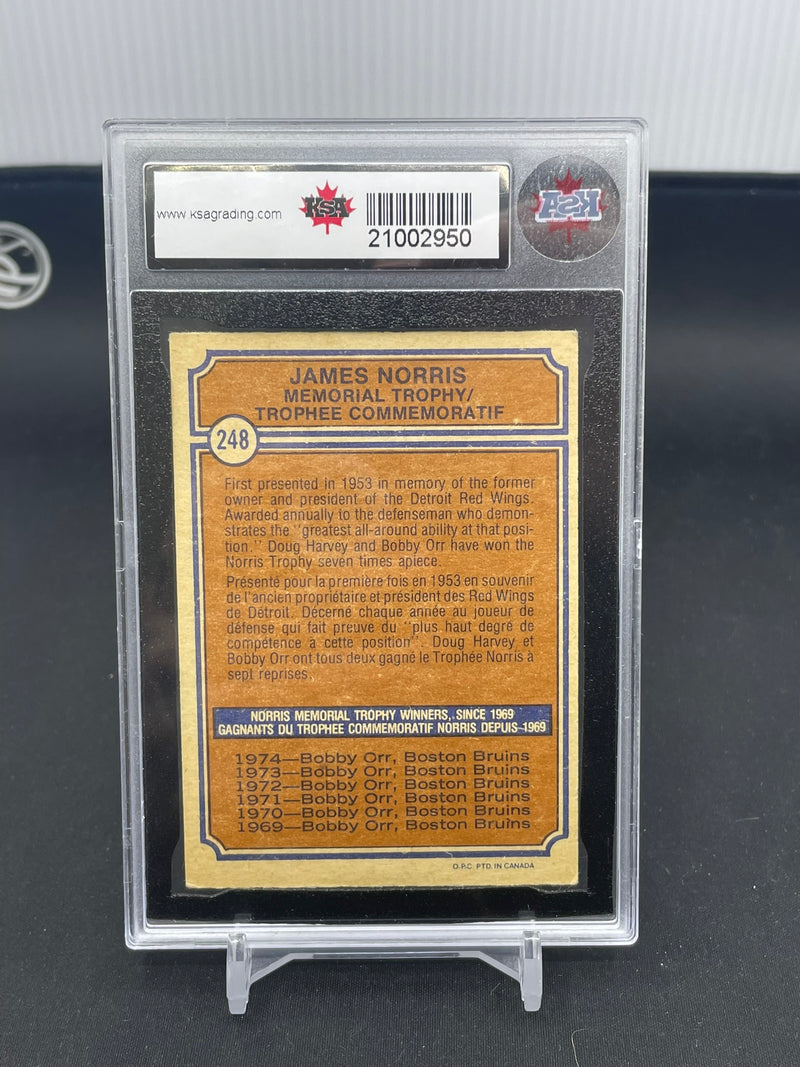 www.ksagrading.com
KSA
21002950
KSA
JAMES NORRIS
MEMORIAL TROPHY/
TROPHEE COMMEMORATIF
248
First presented in 1953 in memory of the former
owner and president of the Detroit Red Wings.
Awarded annually to the defenseman who demon-
strates the "greatest all-around ability at that posi-
tion." Doug Harvey and Bobby Orr have won the
Norris Trophy seven times apiece.
Présenté pour la première fois en 1953 en souvenir
de l'ancien propriétaire et président des Red Wings
de Détroit. Décerné chaque année au joueur de
défense qui fait preuve du "plus haut degré de
compétence à cette position". Doug Harvey et
Bobby Orr ont tous deux gagné le Trophée Norris à
sept reprises.
NORRIS MEMORIAL TROPHY WINNERS, SINCE 1969
GAGNANTS DU TROPHEE COMMEMORATIF NORRIS DEPUIS 1969
1974—Bobby Orr, Boston Bruins
1973—Bobby Orr, Boston Bruins
1972—Bobby Orr, Boston Bruins
1971—Bobby Orr, Boston Bruins
1970—Bobby Orr, Boston Bruins
1969—Bobby Orr, Boston Bruins
O.P.C. PTD. IN CANADA